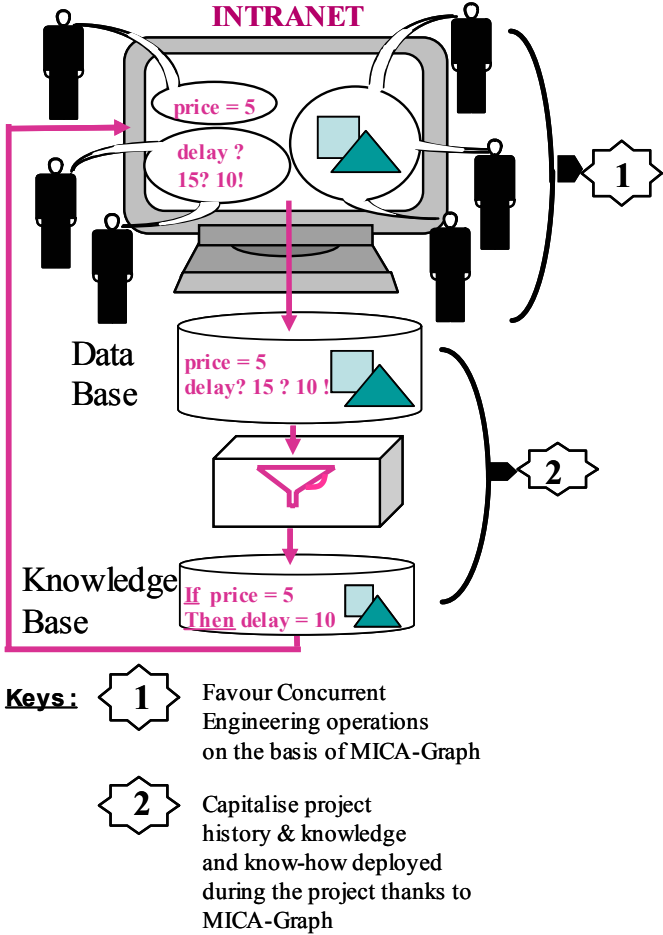 INTRANET
price = 5
delay ?
15? 10!
1
Data
Base
price = 5
delay? 15 ? 10 !
2
Knowledge
Base
If price = 5
Then delay = 10
Keys :
1
Favour Concurrent
Engineering operations
on the basis of MICA-Graph
2
Capitalise project
history & knowledge
and know-how deployed
during the project thanks to
MICA-Graph